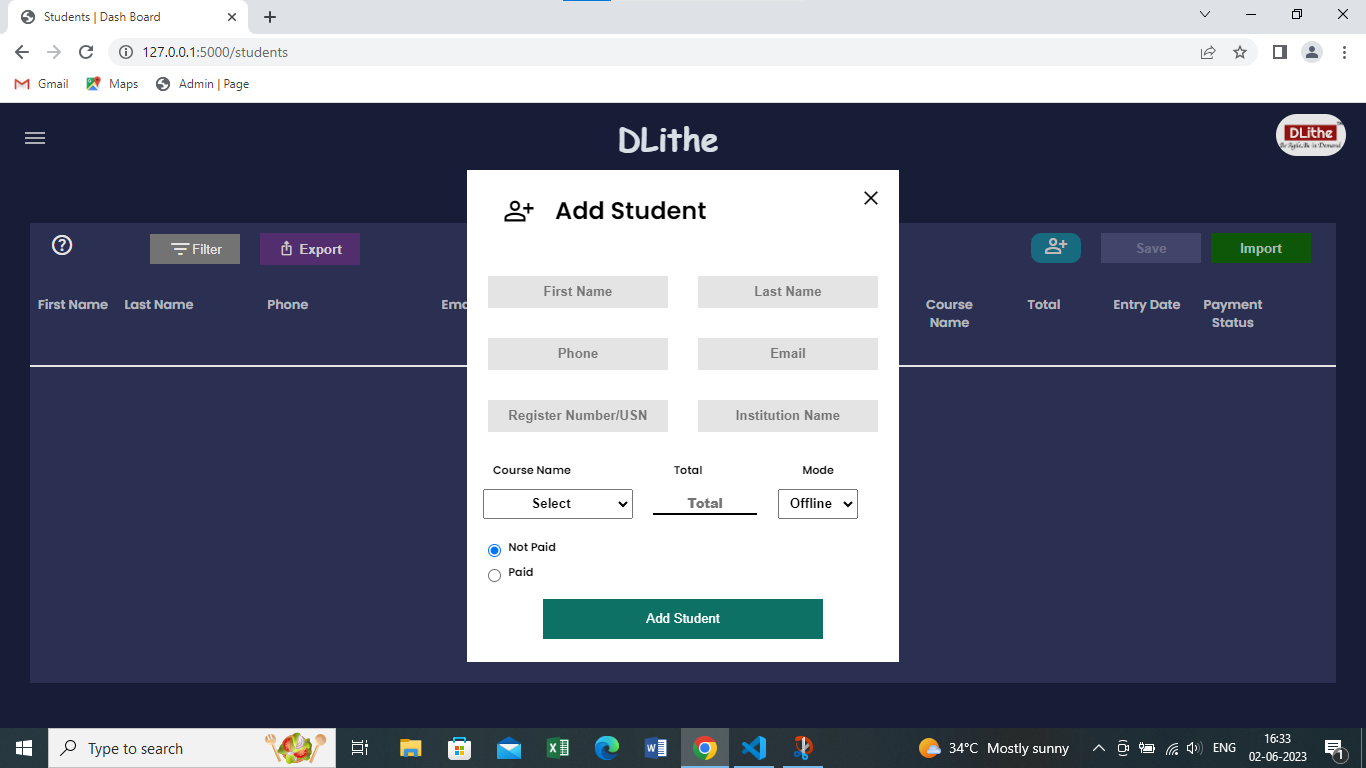 Students | Dash Board
127.0.0.1:5000/students
Gmail Maps Admin | Page
DLithe
DLithe
Be Agile.Be in Demand
Add Student
Filter Export
Save Import
First Name Last Name Phone Ema
Course Name Total Entry Date Payment Status
First Name Last Name
Phone Email
Register Number/USN Institution Name
Course Name Total Mode
Select Total Offline
Not Paid
Paid
Add Student
Type to search
34°C Mostly sunny
ENG
16:33
02-06-2023
1